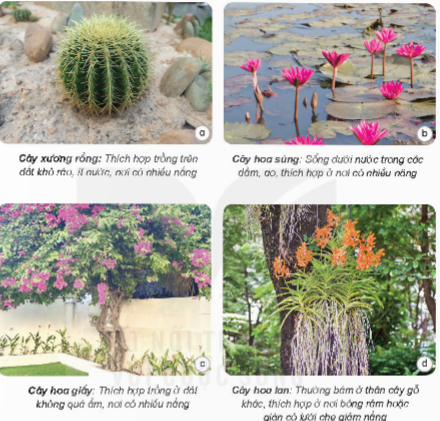 a
b
Cây xương rồng: Thích hợp trồng trên
đất khô ráo, ít nước, nơi có nhiều nắng
Cây hoa súng: Sống dưới nước trong các
đầm, ao, thích hợp ở nơi có nhiều nắng
c
d
Cây hoa giấy: Thích hợp trồng ở đất
không quá ẩm, nơi có nhiều nắng
Cây hoa lan: Thường bám ở thân cây gỗ
khác, thích hợp ở nơi bóng râm hoặc
giàn có lưới che giảm nắng